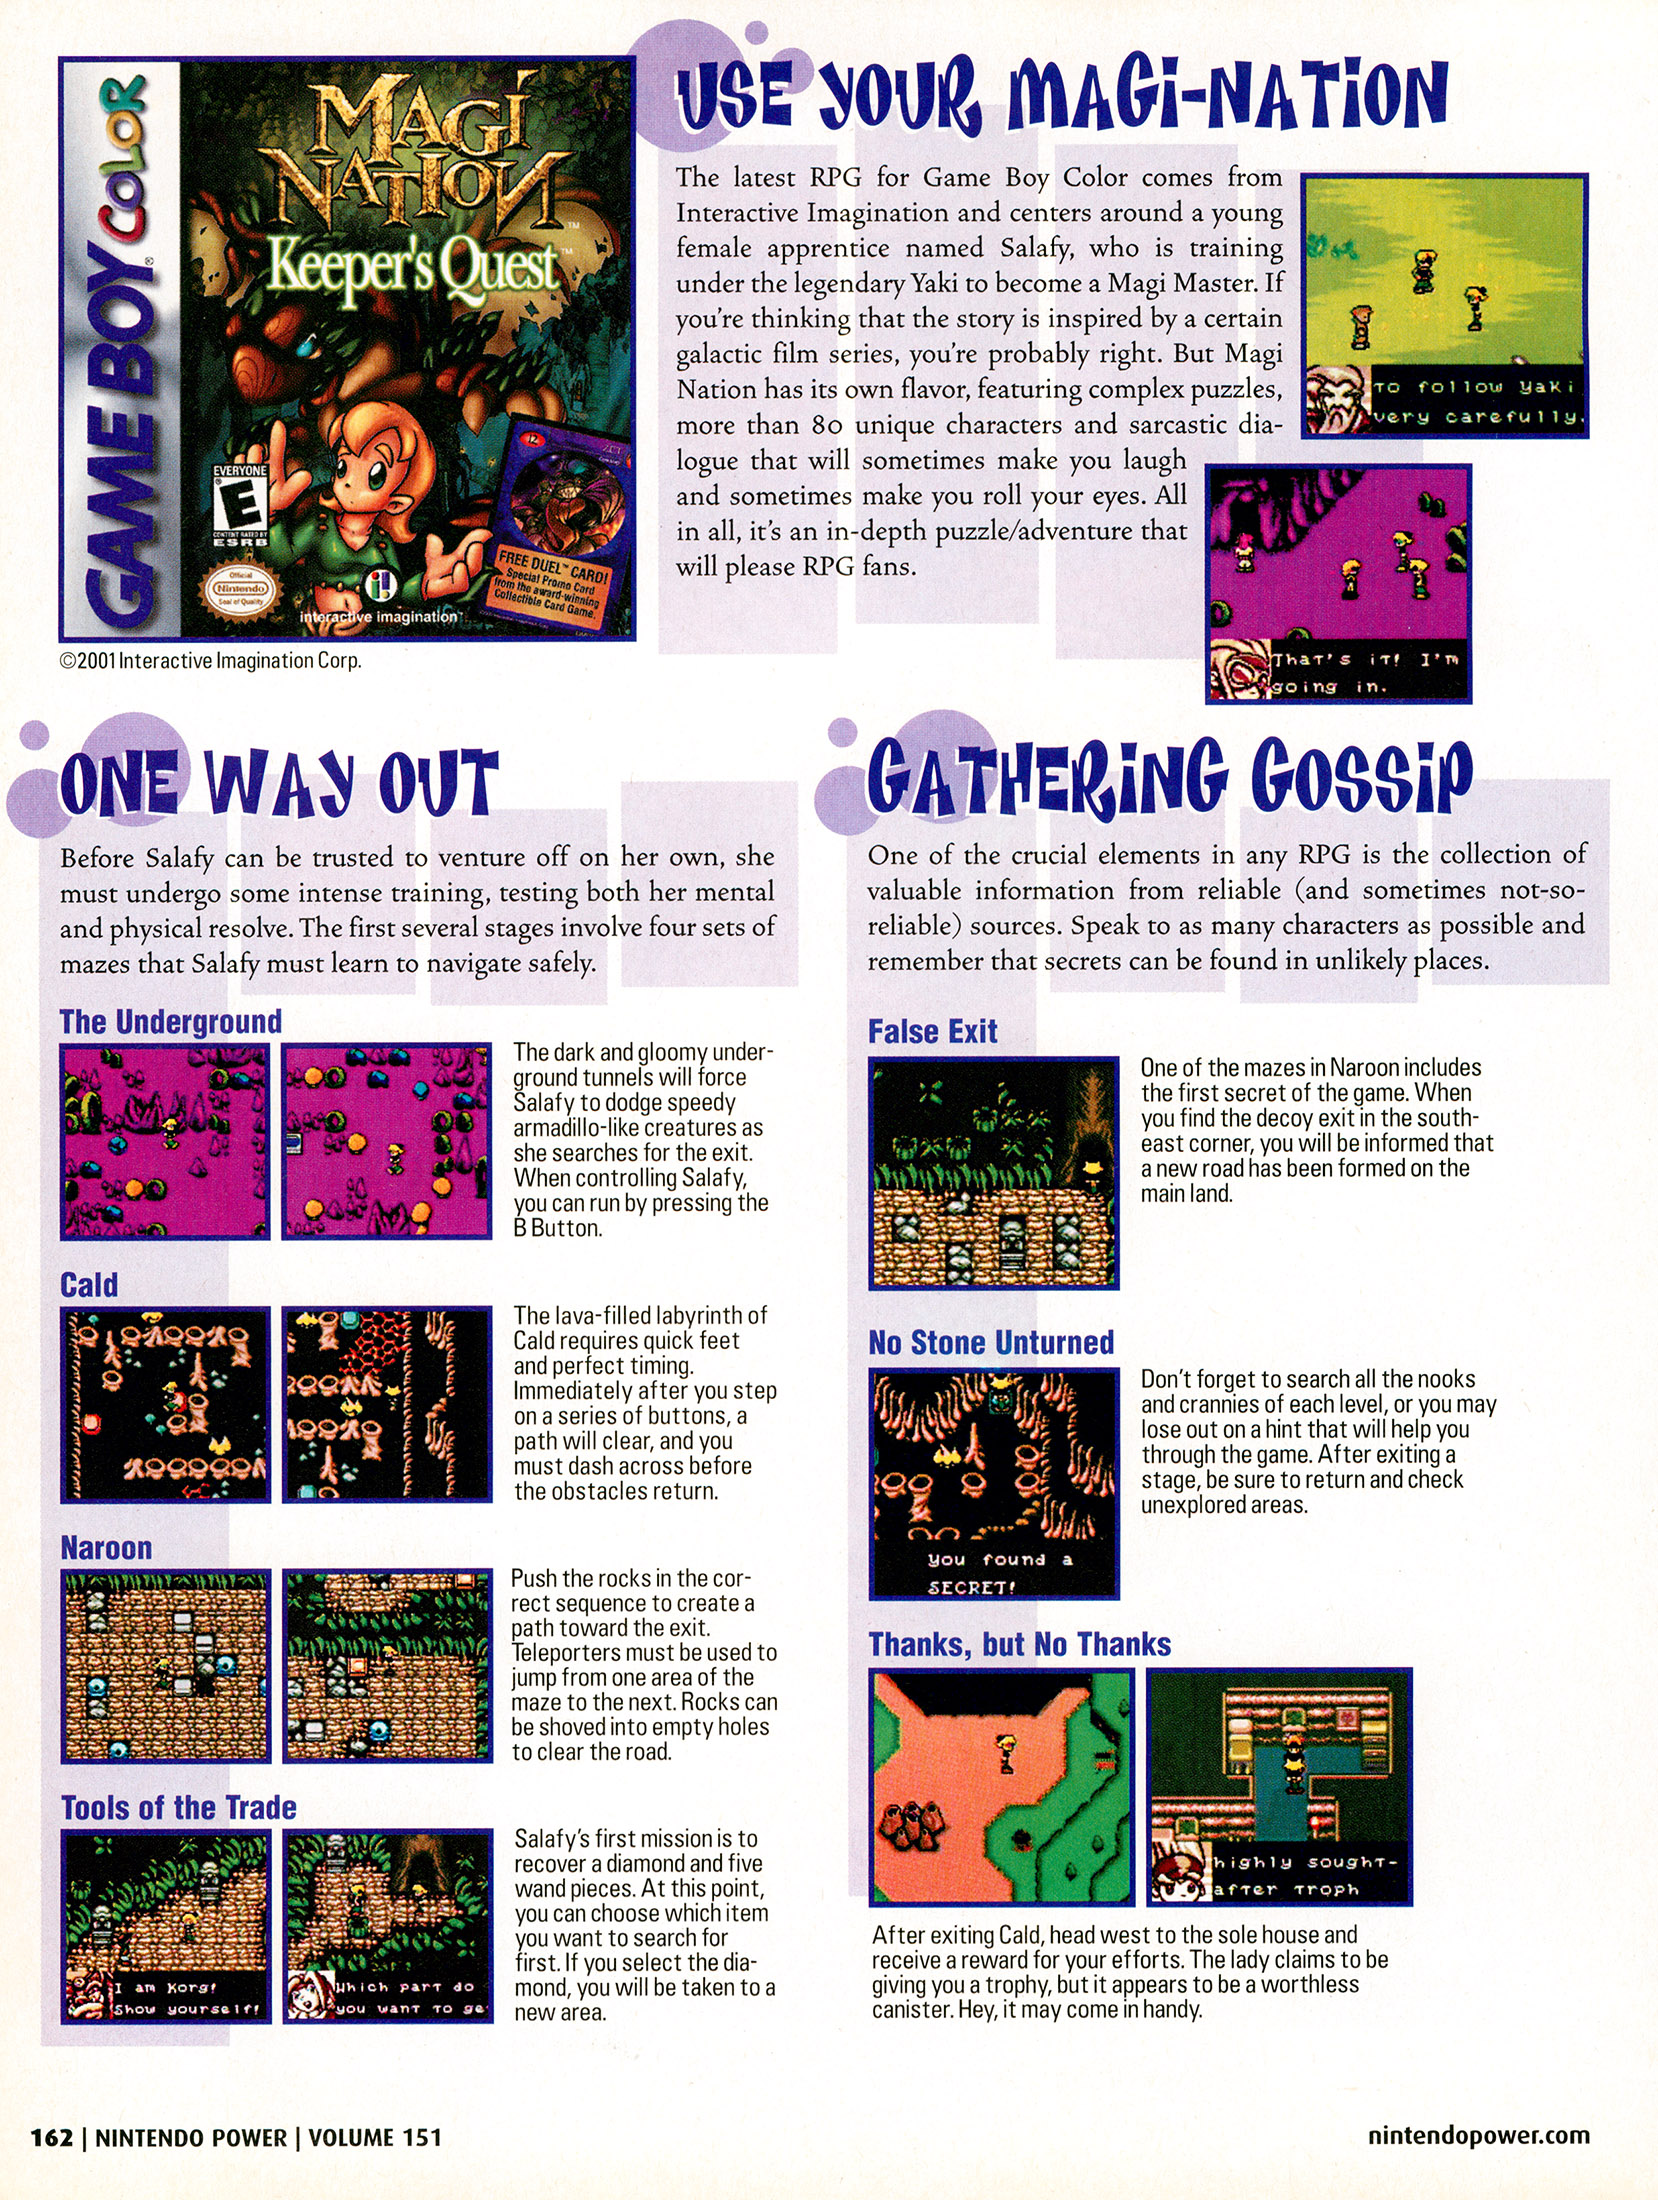 GAME BOY COLOR
MAGI
NATION™
Keeper's Quest™
EVERYONE
E
CONTENT RATED BY
ESRB
Official
Nintendo
Seal of Quality
12
FREE DUEL™ CARD!
Special Promo Card
from the award-winning
Collectible Card Game.
interactive imagination™
©2001 Interactive Imagination Corp.
USE YOUR MAGI-NATION
The latest RPG for Game Boy Color comes from
Interactive Imagination and centers around a young
female apprentice named Salafy, who is training
under the legendary Yaki to become a Magi Master. If
you're thinking that the story is inspired by a certain
galactic film series, you're probably right. But Magi
Nation has its own flavor, featuring complex puzzles,
more than 80 unique characters and sarcastic dia-
logue that will sometimes make you laugh
and sometimes make you roll your eyes. All
in all, it's an in-depth puzzle/adventure that
will please RPG fans.
To follow Yaki
very carefully.
That's it! I'm
going in.
ONE WAY OUT
Before Salafy can be trusted to venture off on her own, she
must undergo some intense training, testing both her mental
and physical resolve. The first several stages involve four sets of
mazes that Salafy must learn to navigate safely.
The Underground
The dark and gloomy under-
ground tunnels will force
Salafy to dodge speedy
armadillo-like creatures as
she searches for the exit.
When controlling Salafy,
you can run by pressing the
B Button.
Cald
The lava-filled labyrinth of
Cald requires quick feet
and perfect timing.
Immediately after you step
on a series of buttons, a
path will clear, and you
must dash across before
the obstacles return.
Naroon
Push the rocks in the cor-
rect sequence to create a
path toward the exit.
Teleporters must be used to
jump from one area of the
maze to the next. Rocks can
be shoved into empty holes
to clear the road.
Tools of the Trade
I am Korg!
Show yourself!
Which part do
you want to ge
Salafy's first mission is to
recover a diamond and five
wand pieces. At this point,
you can choose which item
you want to search for
first. If you select the dia-
mond, you will be taken to a
new area.
GATHERING GOSSIP
One of the crucial elements in any RPG is the collection of
valuable information from reliable (and sometimes not-so-
reliable) sources. Speak to as many characters as possible and
remember that secrets can be found in unlikely places.
False Exit
One of the mazes in Naroon includes
the first secret of the game. When
you find the decoy exit in the south-
east corner, you will be informed that
a new road has been formed on the
main land.
No Stone Unturned
You found a
SECRET!
Don't forget to search all the nooks
and crannies of each level, or you may
lose out on a hint that will help you
through the game. After exiting a
stage, be sure to return and check
unexplored areas.
Thanks, but No Thanks
highly sought-
after troph
After exiting Cald, head west to the sole house and
receive a reward for your efforts. The lady claims to be
giving you a trophy, but it appears to be a worthless
canister. Hey, it may come in handy.
162 | NINTENDO POWER | VOLUME 151
nintendopower.com